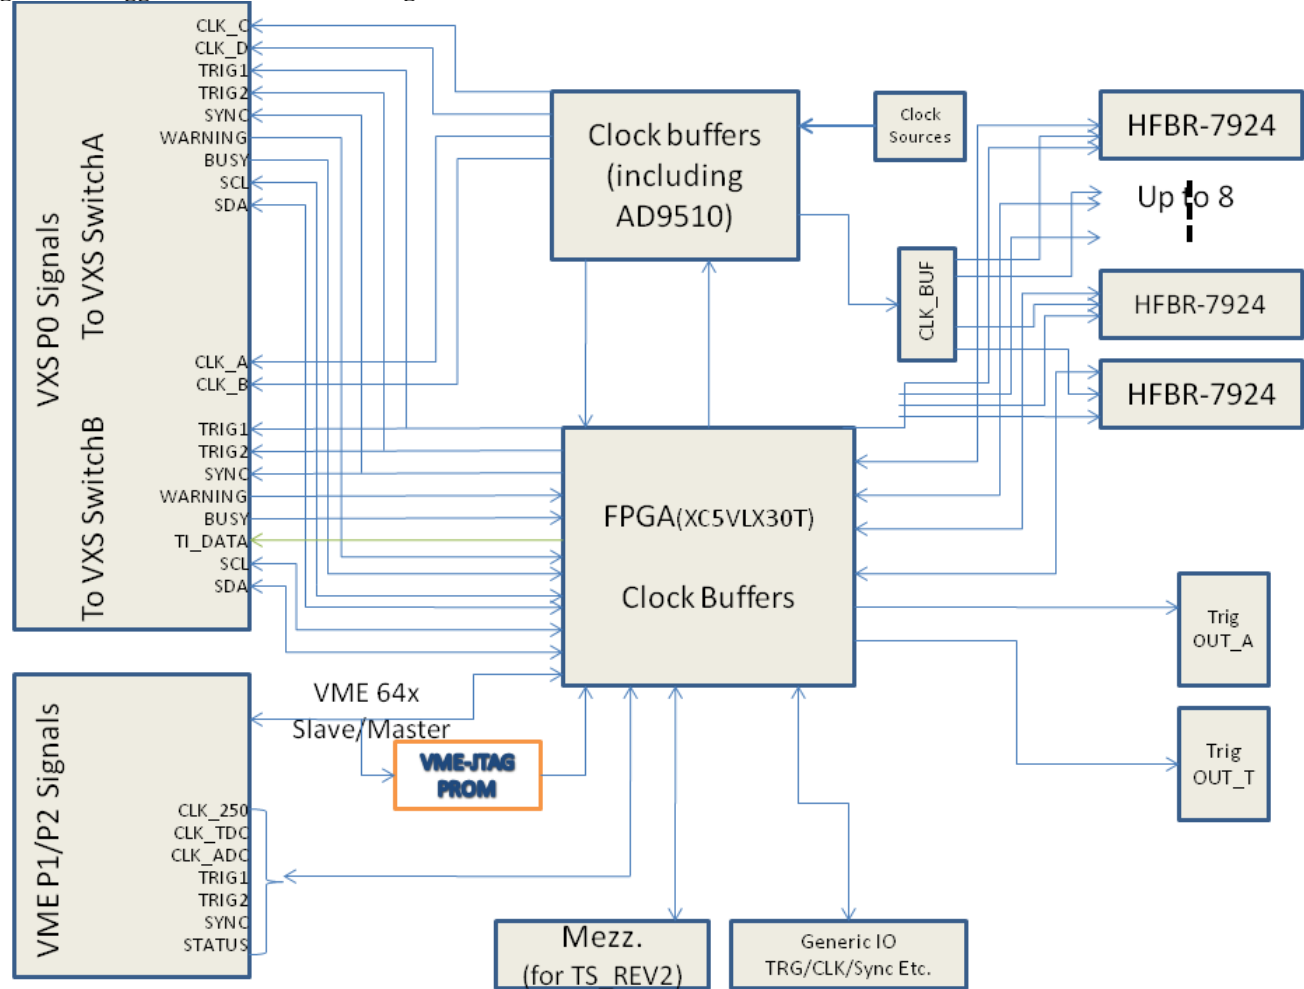 CLK_C
CLK_D
TRIG1
TRIG2
SYNC
WARNING
BUSY
SCL
SDA
VXS P0 Signals
To VXS SwitchA
CLK_A
CLK_B
To VXS SwitchB
TRIG1
TRIG2
SYNC
WARNING
BUSY
TI_DATA
SCL
SDA
Clock buffers
(including
AD9510)
Clock
Sources
HFBR-7924
Up to 8
CLK_BUF
HFBR-7924
HFBR-7924
FPGA(XC5VLX30T)
Clock Buffers
Trig
OUT_A
Trig
OUT_T
VME 64x
Slave/Master
VME-JTAG
PROM
VME P1/P2 Signals
CLK_250
CLK_TDC
CLK_ADC
TRIG1
TRIG2
SYNC
STATUS
Mezz.
(for TS_REV2)
Generic IO
TRG/CLK/Sync Etc.